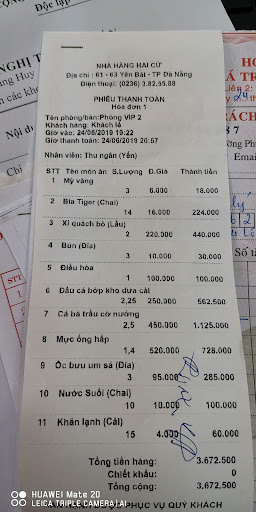 NHÀ HÀNG HAI CỪ
Địa chỉ : 61 - 63 Yên Bái - TP Đà Nẵng
Điện thoại: (0236) 3.82.55.88
PHIẾU THANH TOÁN
Hóa đơn 1
Tên phòng/bàn: Phòng VIP 2
Khách hàng: Khách lẻ
Giờ vào: 24/06/2019 19:22
Giờ thanh toán: 24/06/2019 20:57
Nhân viên: Thu ngân (Yến)
STT Tên món ăn S.Lượng Đ.Giá Thành tiền
1 Mỳ vàng
3 6.000 18.000
2 Bia Tiger (Chai)
14 16.000 224.000
3 Xí quách bò (Lẩu)
2 220.000 440.000
4 Bún (Dĩa)
3 10.000 30.000
5 Điều hòa
1 100.000 100.000
6 Đầu cá bớp kho dưa cải
2,25 250.000 562.500
7 Cá bã trầu cờ nướng
2,5 450.000 1.125.000
8 Mực ống hấp
1,4 520.000 728.000
9 Ốc bươu um sả (Dĩa)
3 95.000 285.000
10 Nước Suối (Chai)
10 10.000 100.000
11 Khăn lạnh (Cái)
15 4.000 60.000
Tổng tiền hàng: 3.672.500
Chiết khấu: 0
Tổng cộng: 3.672.500
PHỤC VỤ QUÝ KHÁCH
HUAWEI Mate 20
LEICA TRIPLE CAMERA | AI